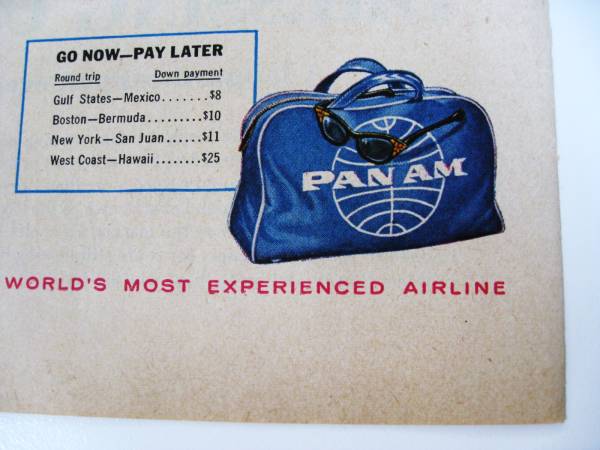 GO NOW—PAY LATER
Round trip Down payment
Gulf States—Mexico.......$8
Boston—Bermuda.........$10
New York—San Juan......$11
West Coast—Hawaii........$25
PAN AM
WORLD'S MOST EXPERIENCED AIRLINE